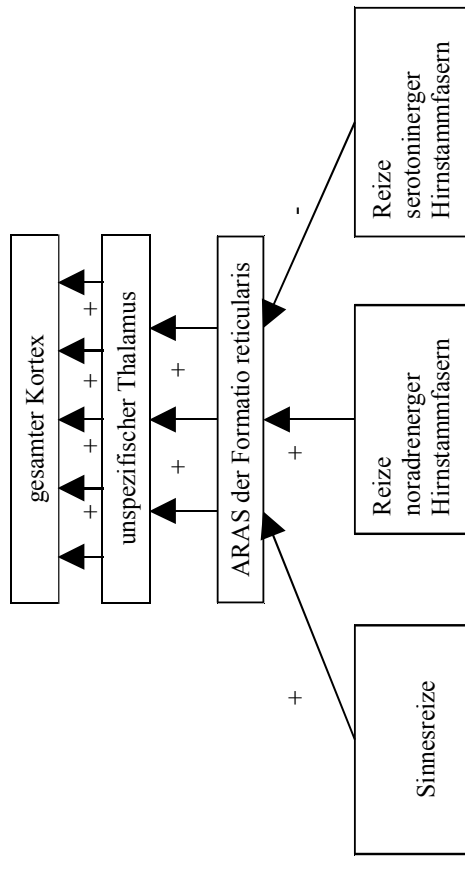 gesamter Kortex
+ + + +
unspezifischer Thalamus
+ +
ARAS der Formatio reticularis
+ + -
Sinnesreize
Reize
noradrenerger
Hirnstammfasern
Reize
serotoninerger
Hirnstammfasern